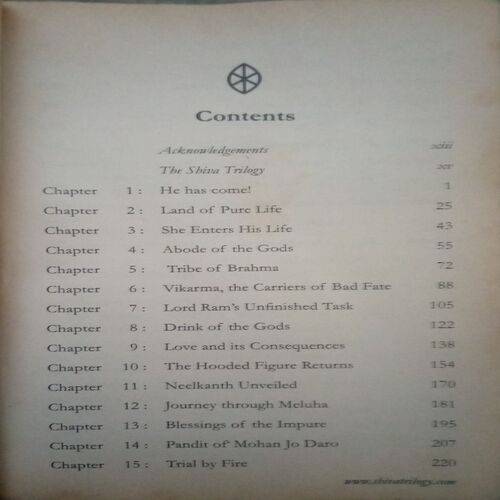 Contents
Acknowledgements xiii
The Shiva Trilogy xv
Chapter 1 : He has come! 1
Chapter 2 : Land of Pure Life 25
Chapter 3 : She Enters His Life 43
Chapter 4 : Abode of the Gods 55
Chapter 5 : Tribe of Brahma 72
Chapter 6 : Vikarma, the Carriers of Bad Fate 88
Chapter 7 : Lord Ram's Unfinished Task 105
Chapter 8 : Drink of the Gods 122
Chapter 9 : Love and its Consequences 138
Chapter 10 : The Hooded Figure Returns 154
Chapter 11 : Neelkanth Unveiled 170
Chapter 12 : Journey through Meluha 181
Chapter 13 : Blessings of the Impure 195
Chapter 14 : Pandit of Mohan Jo Daro 207
Chapter 15 : Trial by Fire 220
www.shivatrilogy.com